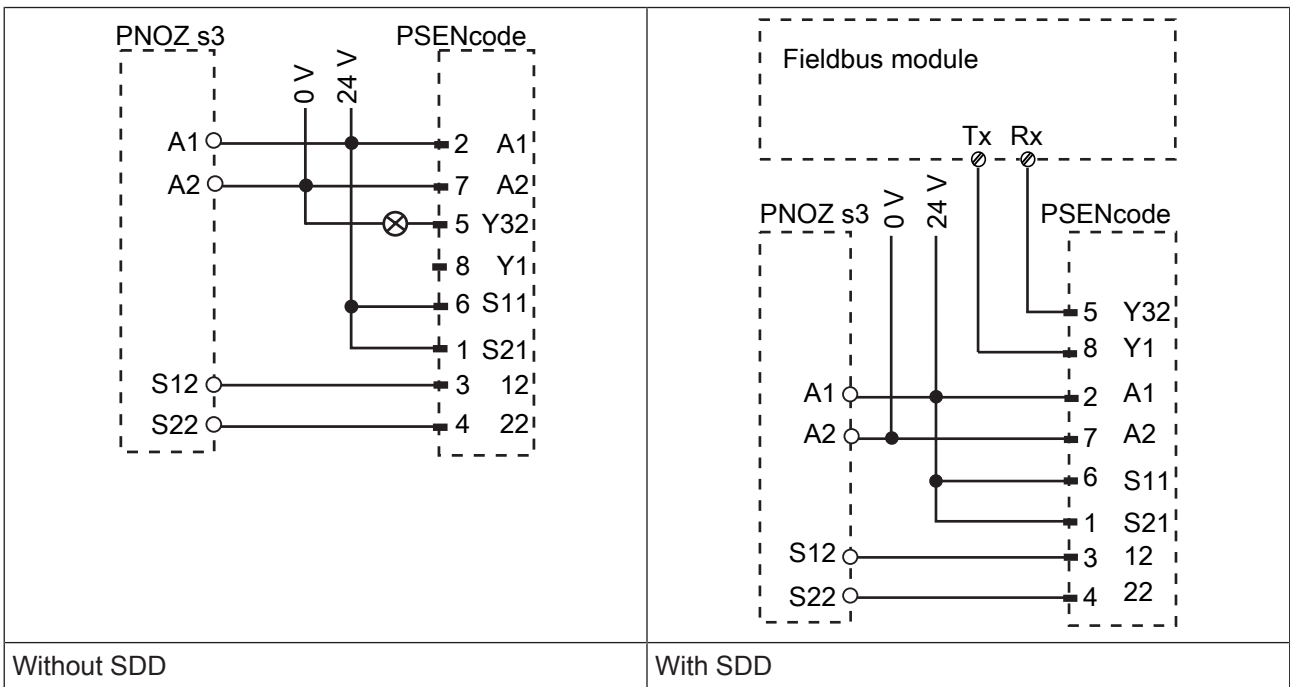 PNOZ s3 PSENcode
0 V 24 V
A1 2 A1
A2 7 A2
5 Y32
8 Y1
6 S11
1 S21
S12 3 12
S22 4 22
Without SDD
Fieldbus module
Tx Rx
PNOZ s3 0 V 24 V PSENcode
5 Y32
8 Y1
A1 2 A1
A2 7 A2
6 S11
1 S21
S12 3 12
S22 4 22
With SDD